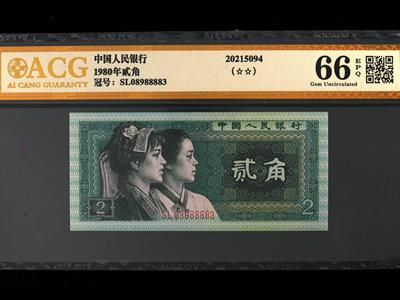 ACG
AI CANG GUARANTY
中国人民银行
1980年贰角
冠号：SL08988883
20215094
(☆☆)
66 EPQ
Gem Uncirculated
中国人民银行
贰角
SL08988883
2
2